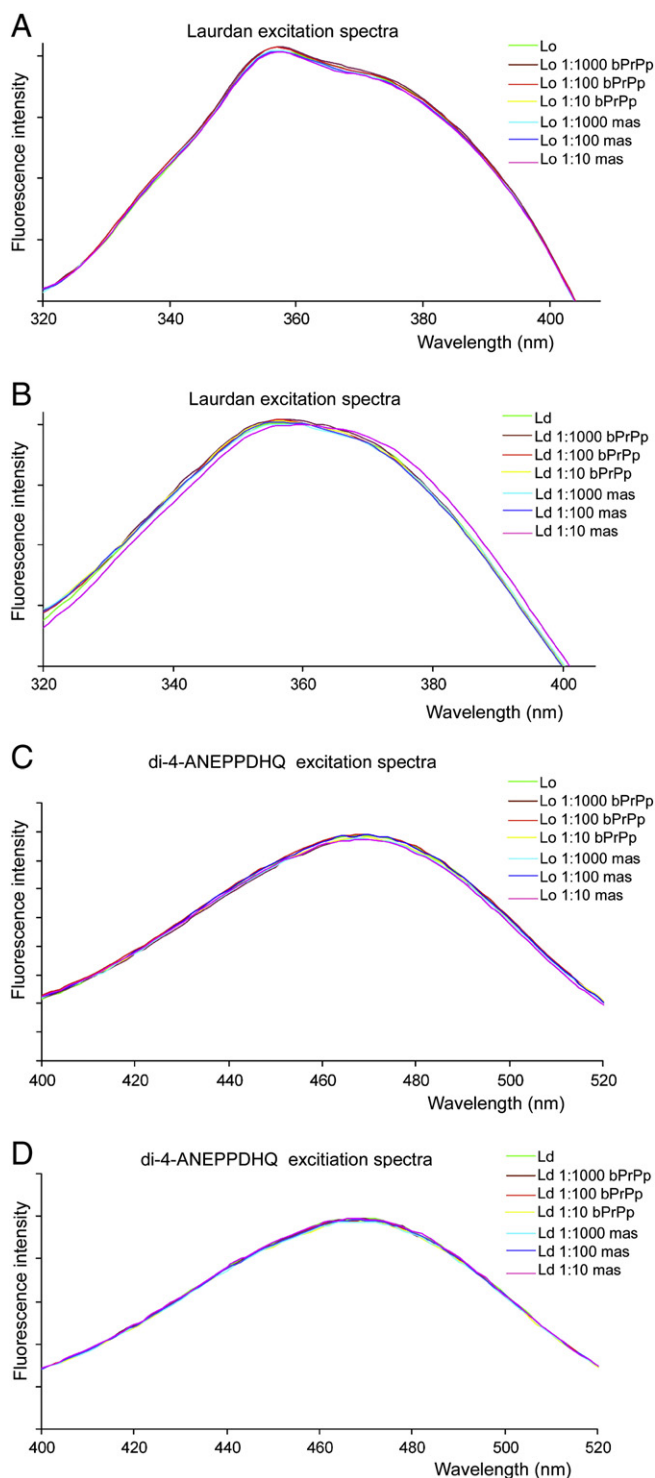 A
Laurdan excitation spectra
Fluorescence intensity
Lo
Lo 1:1000 bPrPp
Lo 1:100 bPrPp
Lo 1:10 bPrPp
Lo 1:1000 mas
Lo 1:100 mas
Lo 1:10 mas
320 340 360 380 400
Wavelength (nm)
B
Laurdan excitation spectra
Fluorescence intensity
Ld
Ld 1:1000 bPrPp
Ld 1:100 bPrPp
Ld 1:10 bPrPp
Ld 1:1000 mas
Ld 1:100 mas
Ld 1:10 mas
320 340 360 380 400
Wavelength (nm)
C
di-4-ANEPPDHQ excitation spectra
Fluorescence intensity
Lo
Lo 1:1000 bPrPp
Lo 1:100 bPrPp
Lo 1:10 bPrPp
Lo 1:1000 mas
Lo 1:100 mas
Lo 1:10 mas
400 420 440 460 480 500 520
Wavelength (nm)
D
di-4-ANEPPDHQ excitiation spectra
Fluorescence intensity
Ld
Ld 1:1000 bPrPp
Ld 1:100 bPrPp
Ld 1:10 bPrPp
Ld 1:1000 mas
Ld 1:100 mas
Ld 1:10 mas
400 420 440 460 480 500 520
Wavelength (nm)